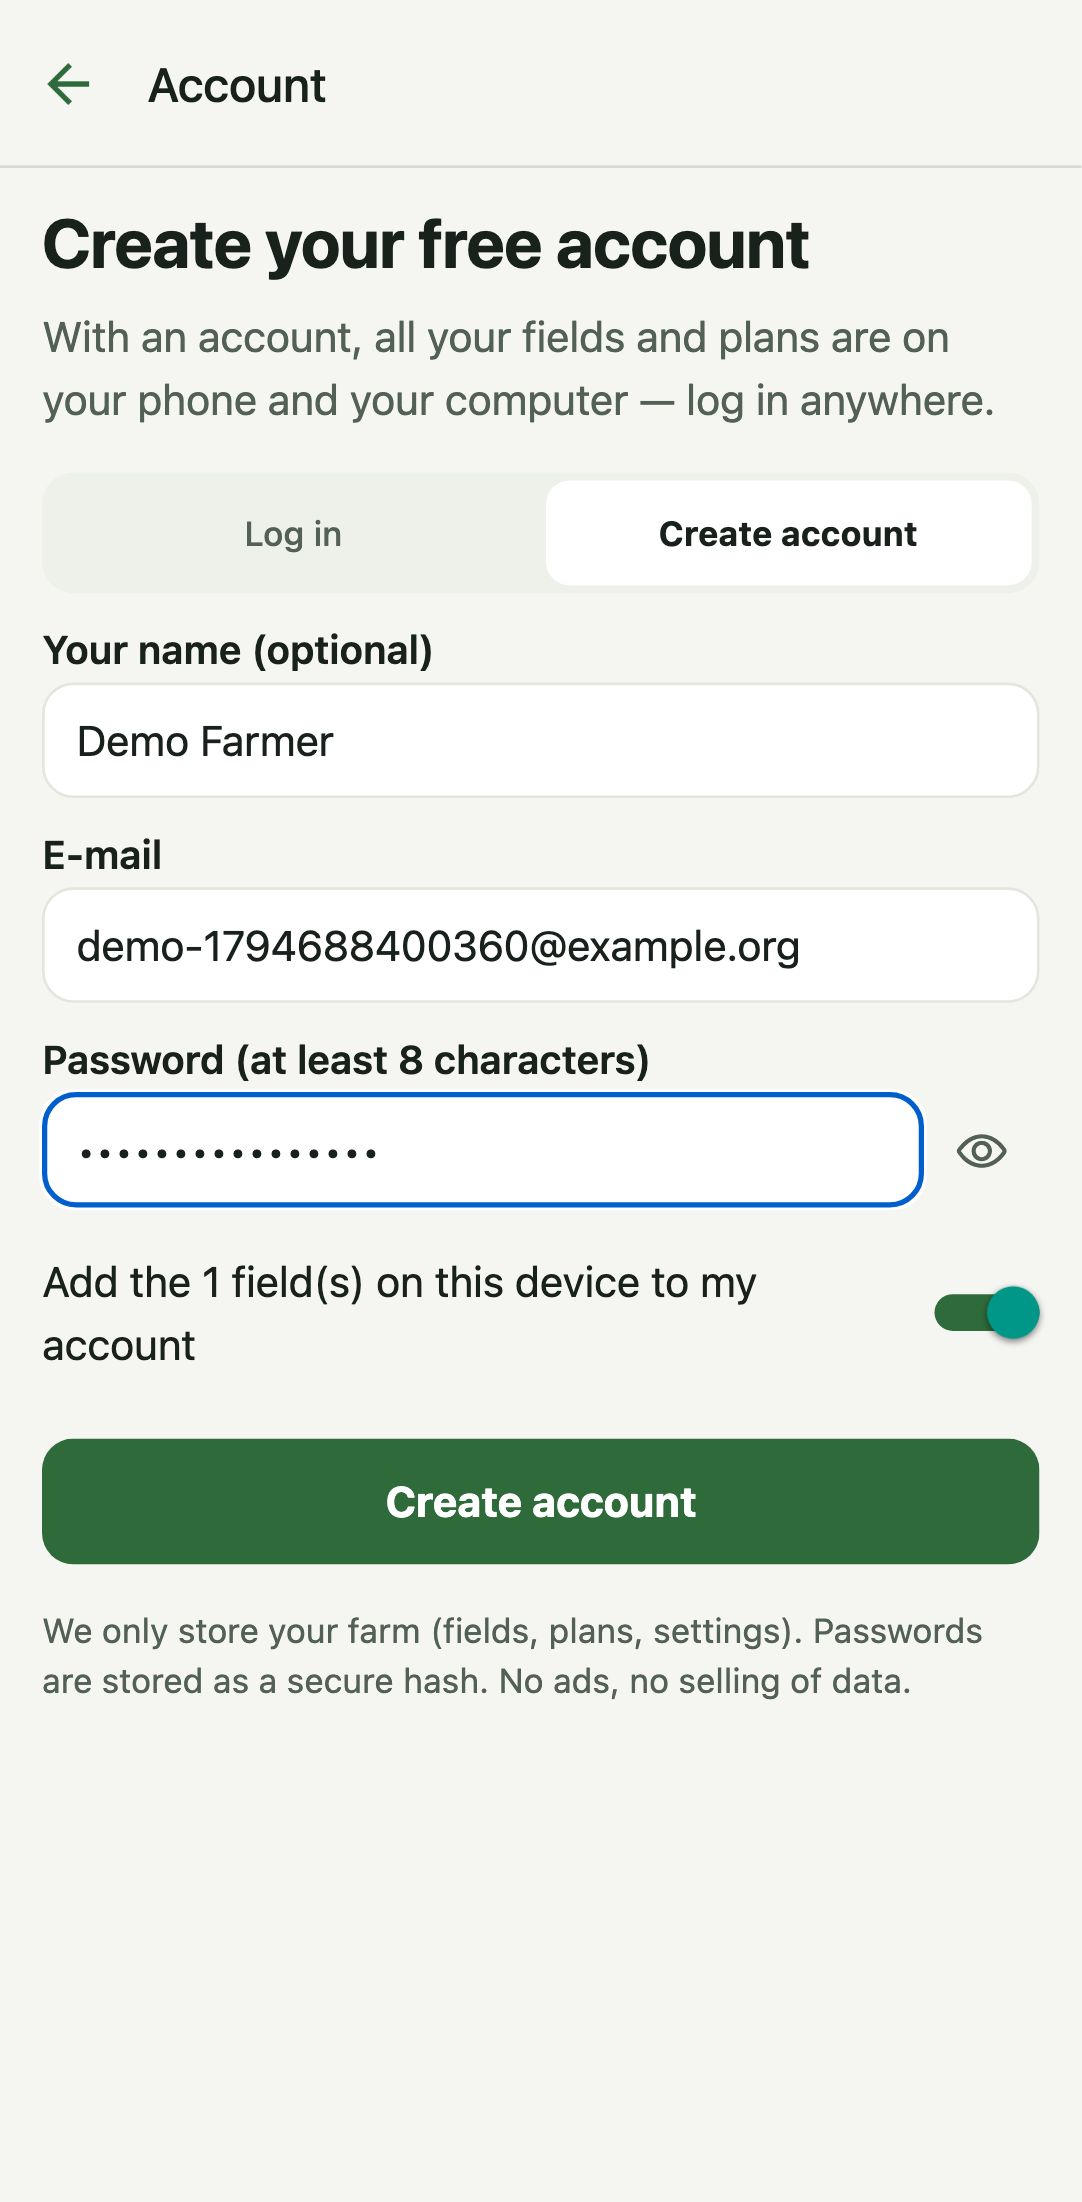 Account
Create your free account
With an account, all your fields and plans are on
your phone and your computer — log in anywhere.
Log in
Create account
Your name (optional)
Demo Farmer
E-mail
demo-1794688400360@example.org
Password (at least 8 characters)
••••••••••••••••
Add the 1 field(s) on this device to my
account
Create account
We only store your farm (fields, plans, settings). Passwords
are stored as a secure hash. No ads, no selling of data.